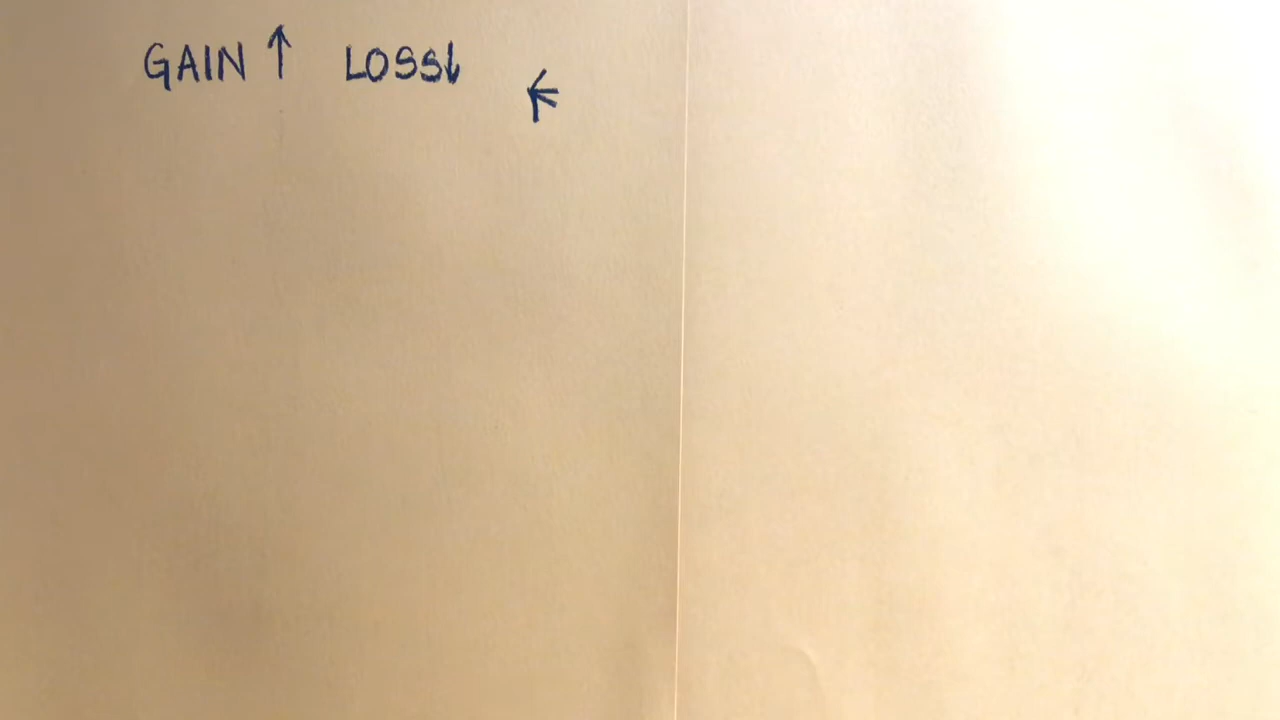 GAIN ↑ LOSS↓ ←